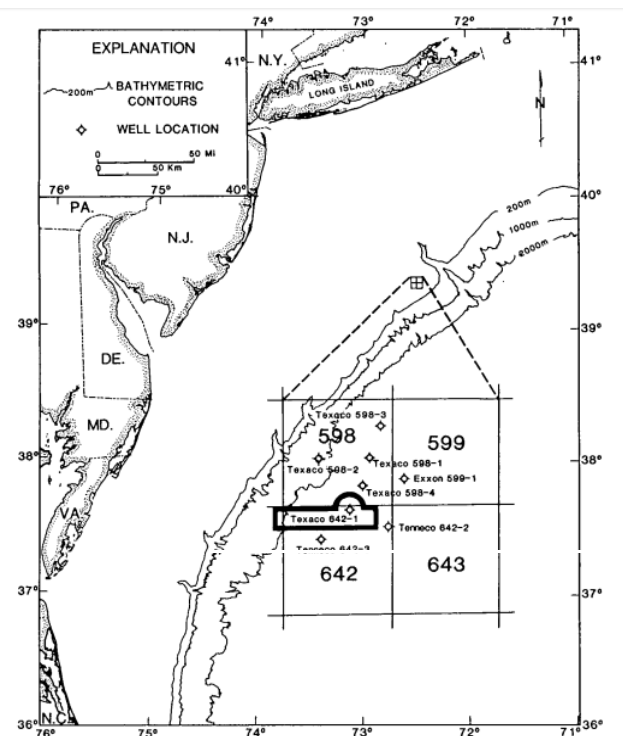 74°
73°
72°
71°
EXPLANATION
200m
BATHYMETRIC
CONTOURS
WELL LOCATION
0 50 Mi
0 50 Km
76°
75°
40°
41°
N.Y.
LONG ISLAND
41°
N
PA.
N.J.
40°
200m
1000m
2000m
39°
39°
DE.
MD.
38°
38°
VA.
Texaco 598-3
598
599
Texaco 598-2
Texaco 598-1
Exxon 599-1
Texaco 598-4
Texaco 642-1
Tenneco 642-2
Tenneco 642-3
642
643
37°
37°
N.C.
36°
36°
76°
75°
74°
73°
72°
71°